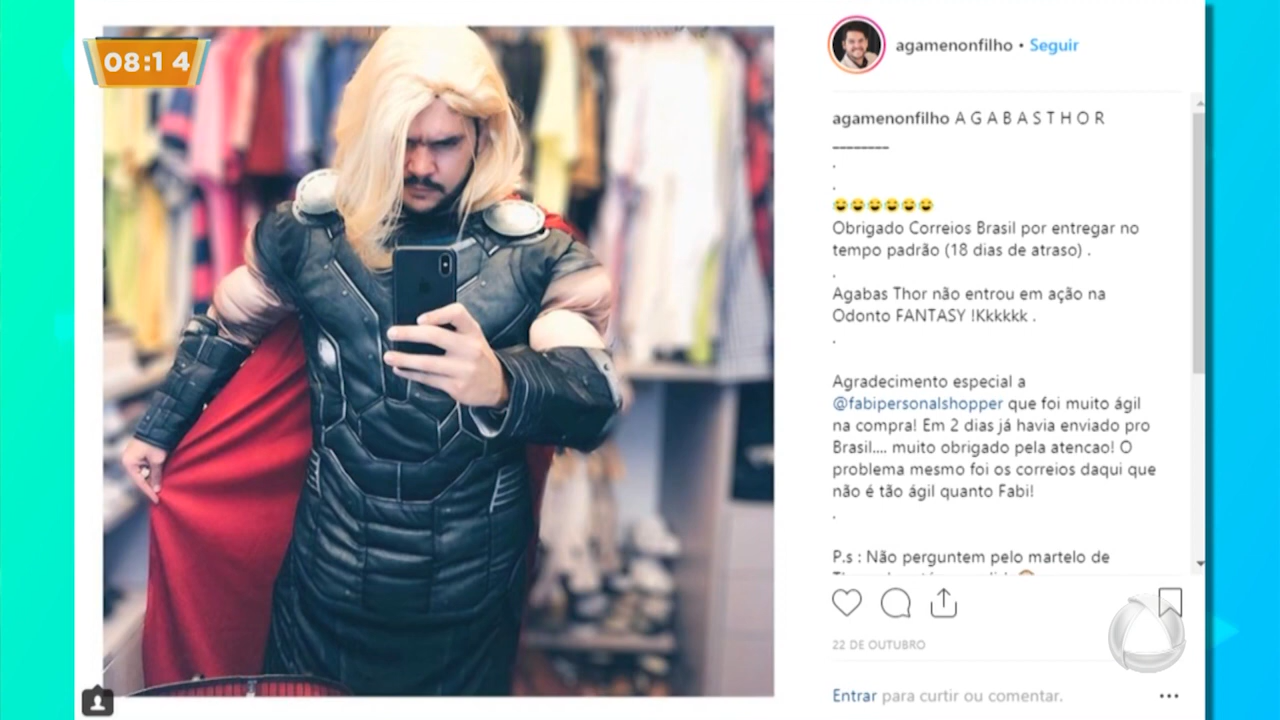 08:14
agamenonfilho • Seguir
agamenonfilho A G A B A S T H O R
________
.
.
😂😂😂😂😂😂
Obrigado Correios Brasil por entregar no
tempo padrão (18 dias de atraso) .
.
Agabas Thor não entrou em ação na
Odonto FANTASY !Kkkkkk .
.
Agradecimento especial a
@fabipersonalshopper que foi muito ágil
na compra! Em 2 dias já havia enviado pro
Brasil.... muito obrigado pela atencao! O
problema mesmo foi os correios daqui que
não é tão ágil quanto Fabi!
.
P.s : Não perguntem pelo martelo de
22 DE OUTUBRO
Entrar para curtir ou comentar.